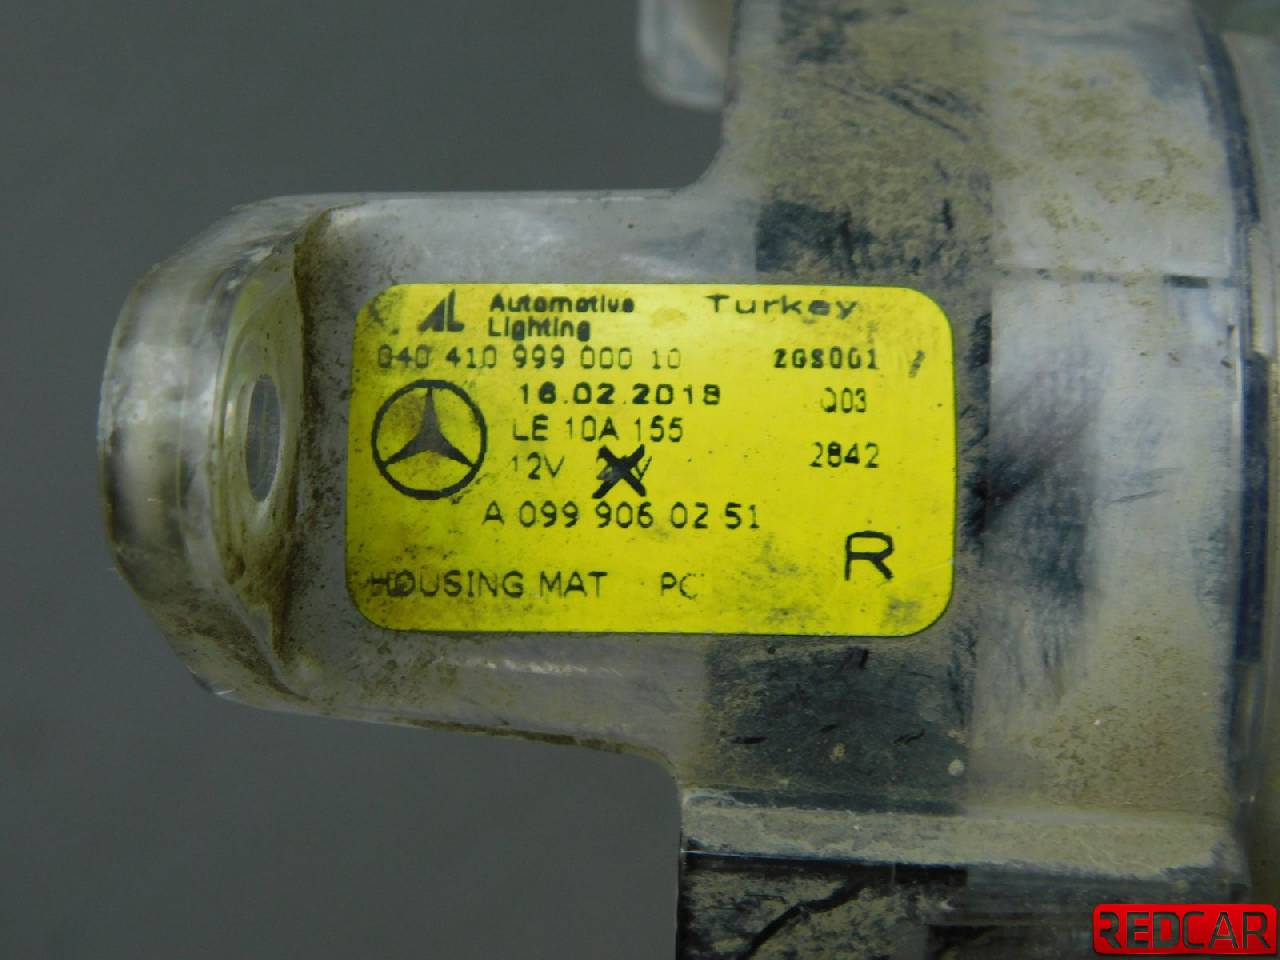 AL Automotive Lighting Turkey
040 410 999 000 10 2GS001
16.02.2018 Q03
LE 10A 155
12V 2842
A 099 906 02 51
R
HOUSING MAT PC
REDCAR